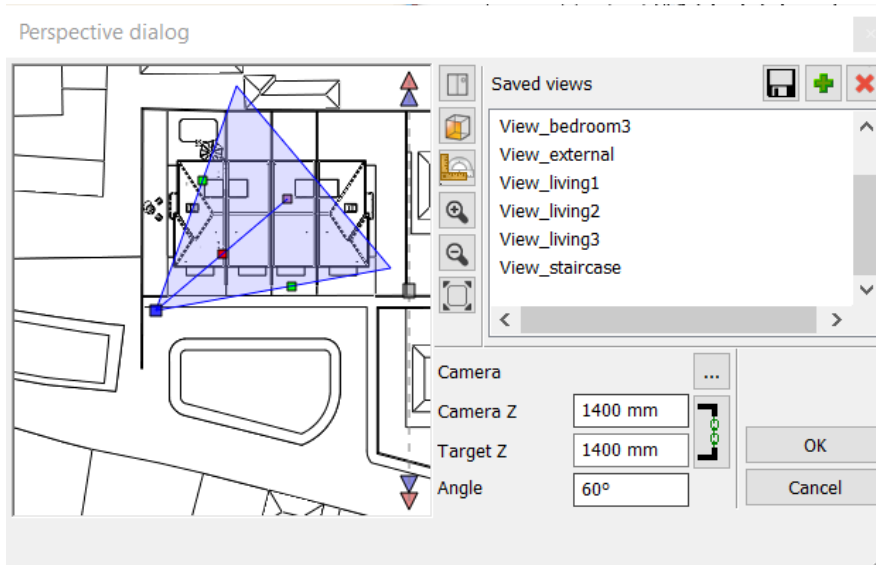 Perspective dialog
Saved views
View_bedroom3
View_external
View_living1
View_living2
View_living3
View_staircase
Camera
...
Camera Z
1400 mm
Target Z
1400 mm
OK
Angle
60º
Cancel